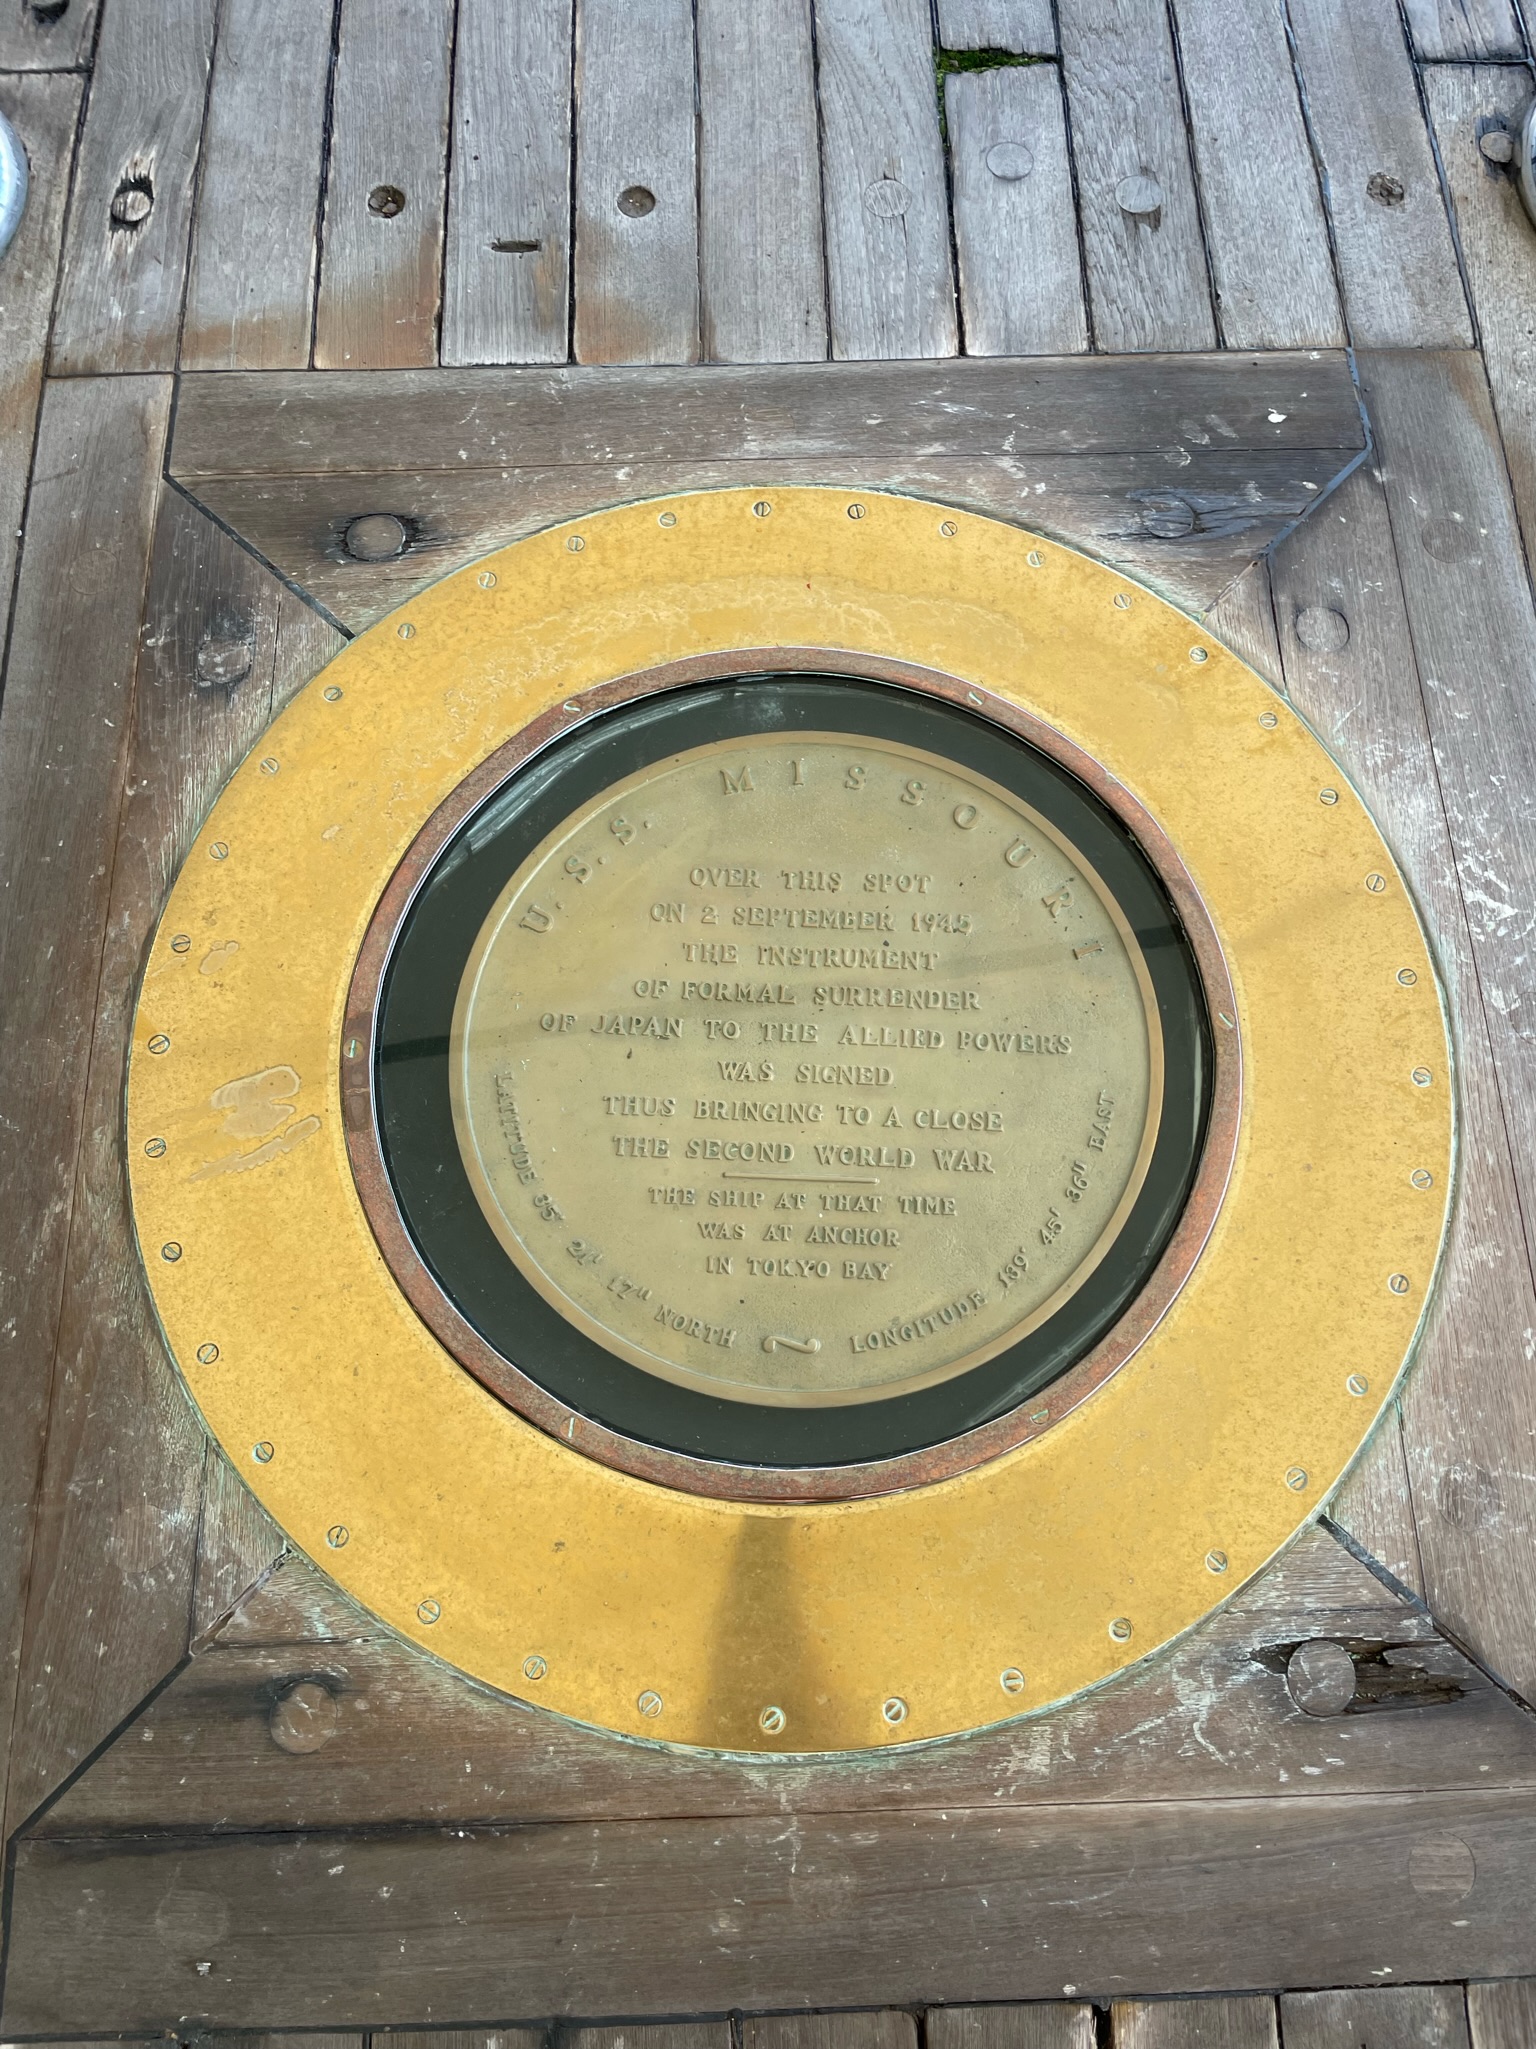 U.S.S. MISSOURI
OVER THIS SPOT
ON 2 SEPTEMBER 1945
THE INSTRUMENT
OF FORMAL SURRENDER
OF JAPAN TO THE ALLIED POWERS
WAS SIGNED
THUS BRINGING TO A CLOSE
THE SECOND WORLD WAR
THE SHIP AT THAT TIME
WAS AT ANCHOR
IN TOKYO BAY
LATITUDE 35° 21' 17" NORTH ~ LONGITUDE 139° 45' 36" EAST